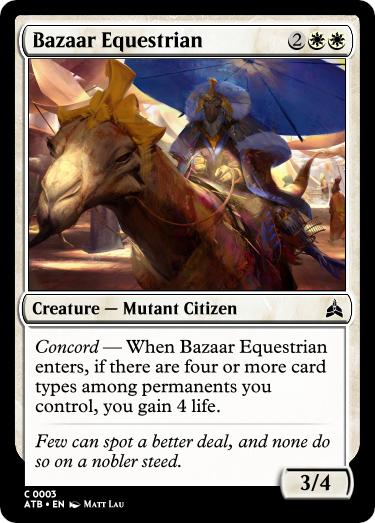 Bazaar Equestrian 2
Creature — Mutant Citizen
Concord — When Bazaar Equestrian
enters, if there are four or more card
types among permanents you
control, you gain 4 life.
Few can spot a better deal, and none do
so on a nobler steed.
3/4
C 0003
ATB • EN Matt Lau